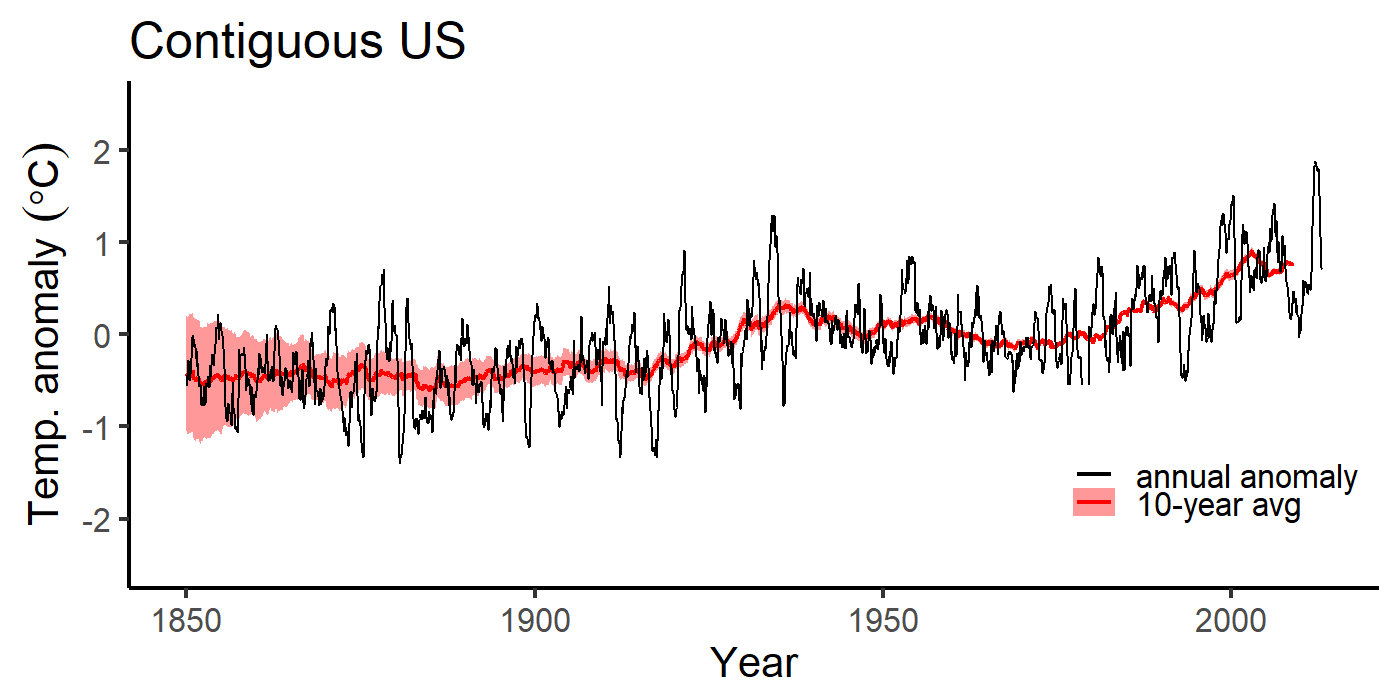 Contiguous US
Temp. anomaly (°C)
2
1
0
-1
-2
annual anomaly
10-year avg
1850
1900
1950
2000
Year